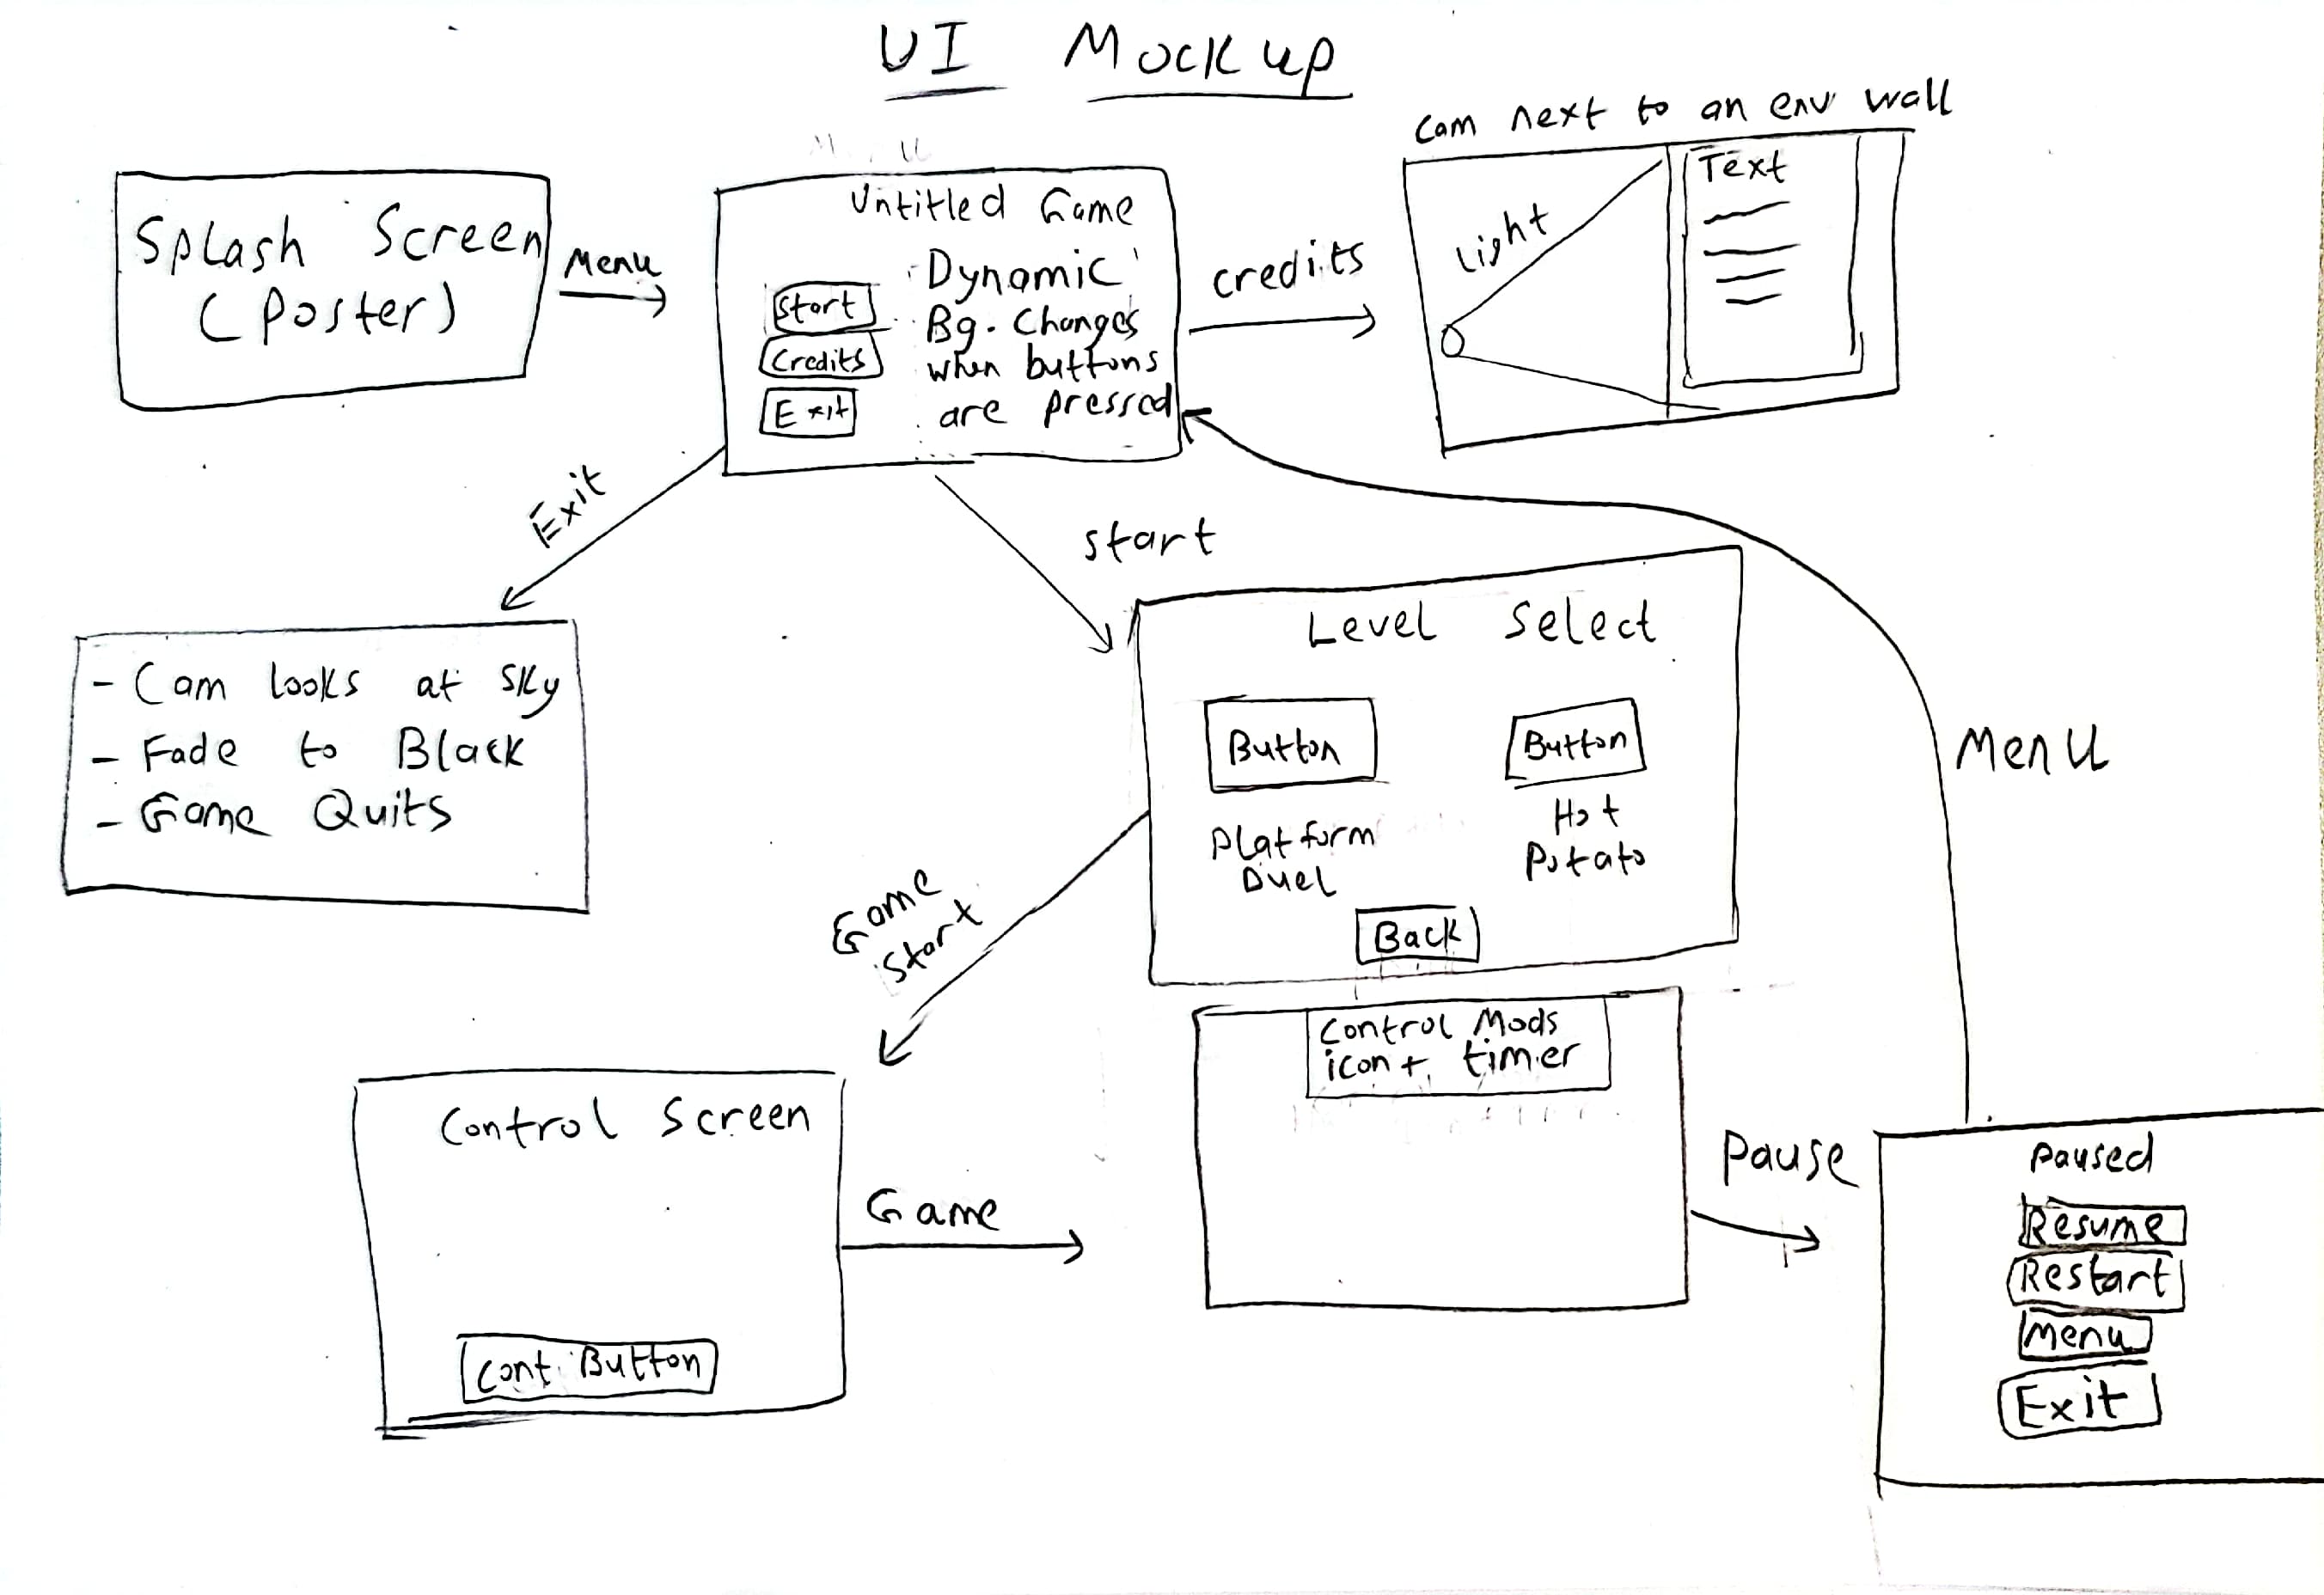 UI Mockup
Splash Screen
(Poster)
Menu
Untitled Game
Dynamic
Bg. Changes
when buttons
are pressed
Start
Credits
Exit
credits
cam next to an env wall
Light
Text
Exit
start
- Cam looks at sky
- Fade to Black
- Game Quits
Level Select
Button
Button
Platform
Duel
Hot
Potato
Back
Menu
Game
Start
Control Screen
Cont. Button
Game
Control Mods
icon + timer
Pause
Paused
Resume
Restart
Menu
Exit